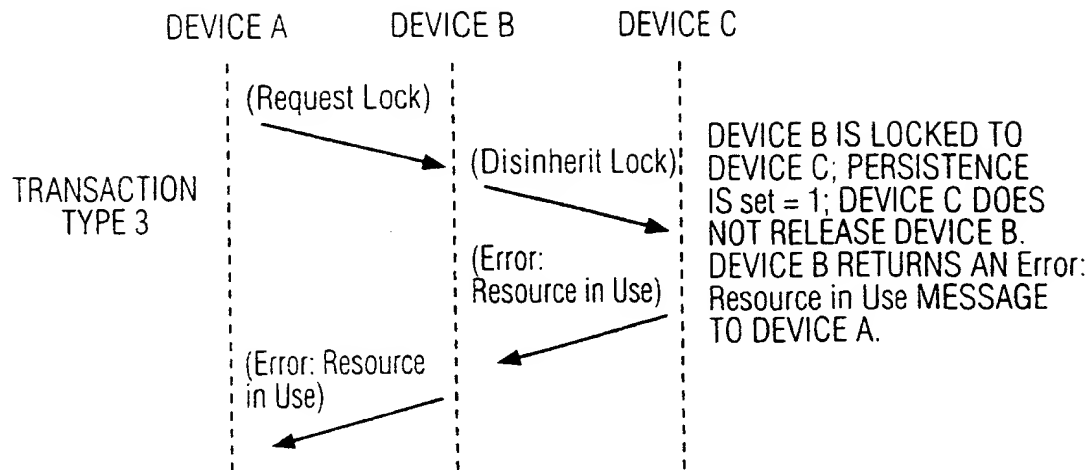 DEVICE A DEVICE B DEVICE C
(Request Lock)
(Disinherit Lock)
TRANSACTION
TYPE 3
(Error:
Resource in Use)
(Error: Resource
in Use)
DEVICE B IS LOCKED TO
DEVICE C; PERSISTENCE
IS set = 1; DEVICE C DOES
NOT RELEASE DEVICE B.
DEVICE B RETURNS AN Error:
Resource in Use MESSAGE
TO DEVICE A.